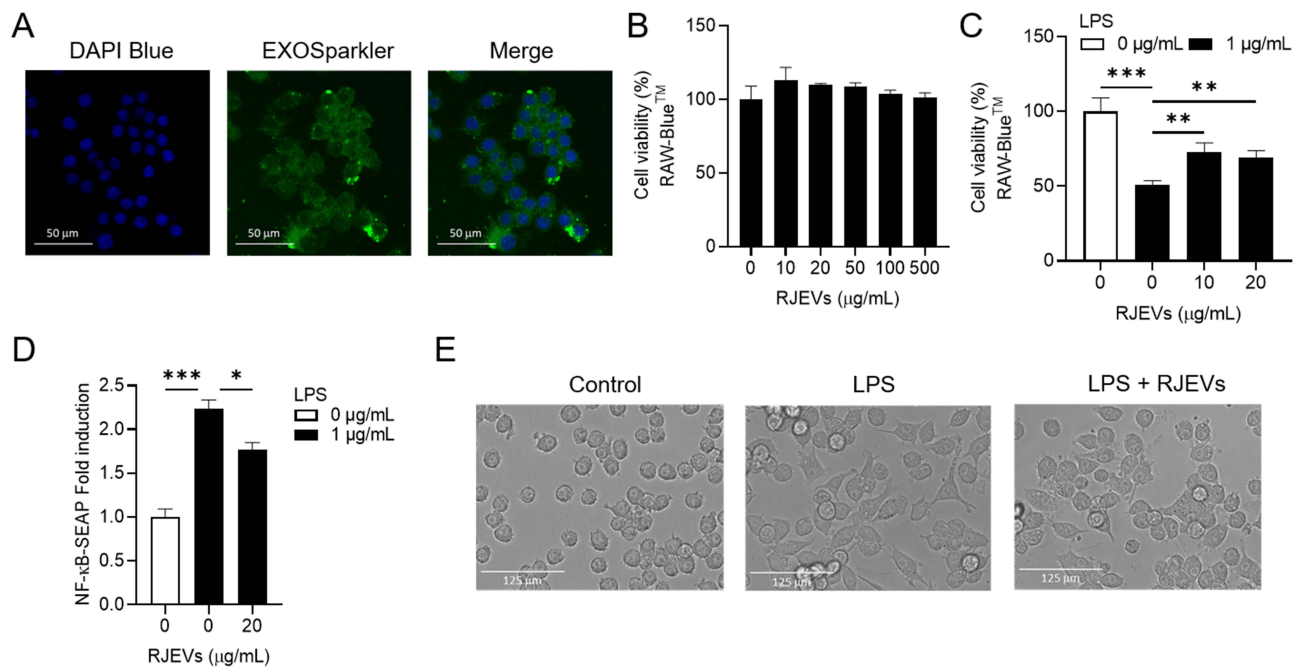 A
DAPI Blue
EXOSparkler
Merge
50 µm
50 µm
50 µm
B
Cell viability (%)
RAW-Blue™
150
100
50
0
0 10 20 50 100 500
RJEVs (µg/mL)
C
LPS
0 µg/mL 1 µg/mL
Cell viability (%)
RAW-Blue™
150
100
50
0
***
**
**
0 0 10 20
RJEVs (µg/mL)
D
NF-κB-SEAP Fold induction
2.5
2.0
1.5
1.0
0.5
0.0
*** *
LPS
0 µg/mL
1 µg/mL
0 0 20
RJEVs (µg/mL)
E
Control
LPS
LPS + RJEVs
125 µm
125 µm
125 µm